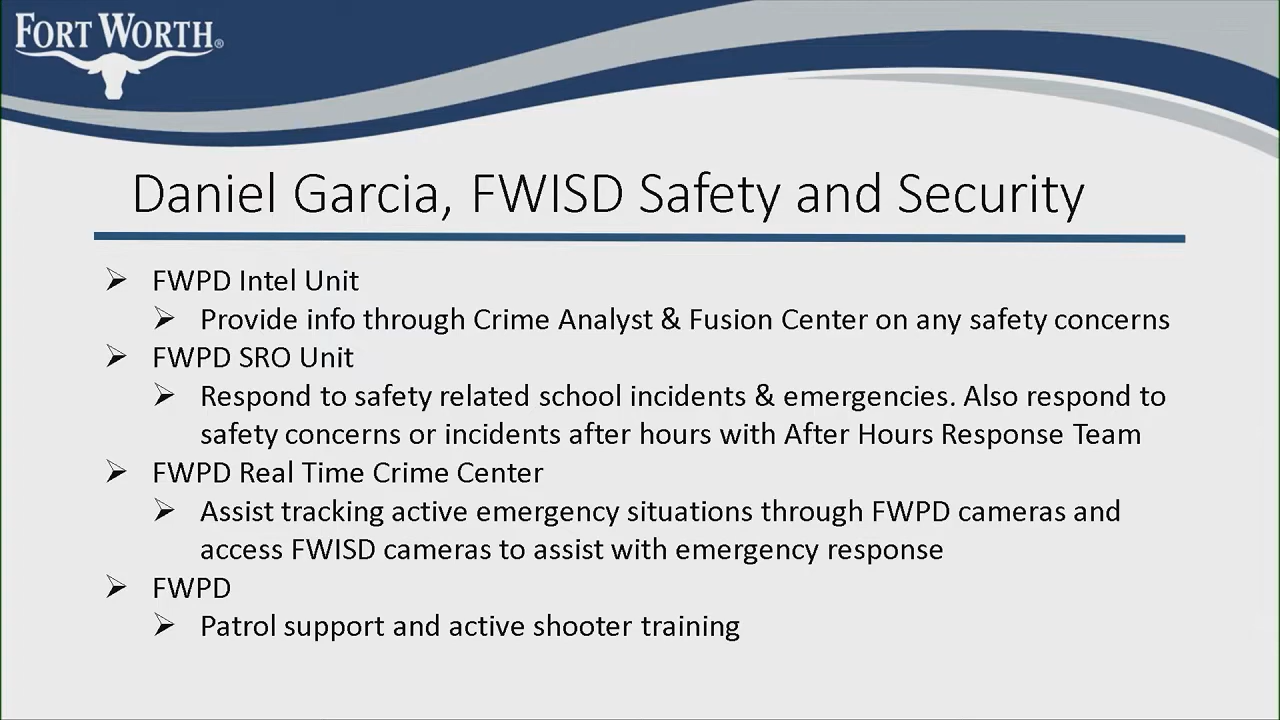 FORT WORTH®
Daniel Garcia, FWISD Safety and Security
➢ FWPD Intel Unit
➢ Provide info through Crime Analyst & Fusion Center on any safety concerns
➢ FWPD SRO Unit
➢ Respond to safety related school incidents & emergencies. Also respond to
safety concerns or incidents after hours with After Hours Response Team
➢ FWPD Real Time Crime Center
➢ Assist tracking active emergency situations through FWPD cameras and
access FWISD cameras to assist with emergency response
➢ FWPD
➢ Patrol support and active shooter training